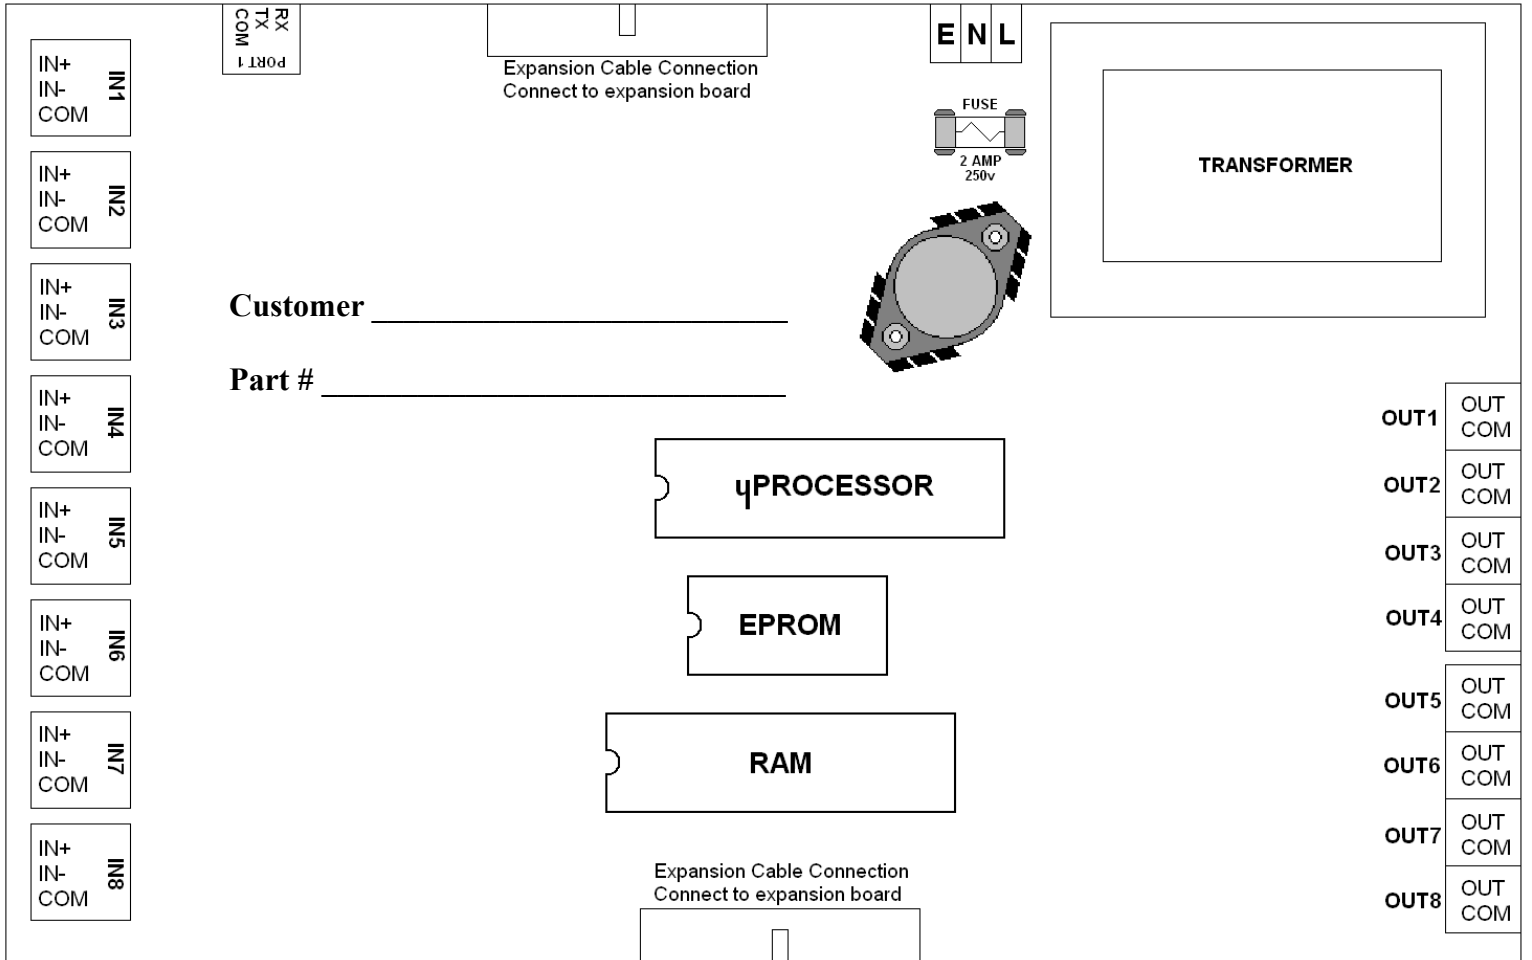 RX
TX
COM
PORT 1
Expansion Cable Connection
Connect to expansion board
E N L
FUSE
2 AMP
250v
TRANSFORMER
IN+
IN-
COM
IN1
IN+
IN-
COM
IN2
IN+
IN-
COM
IN3
IN+
IN-
COM
IN4
IN+
IN-
COM
IN5
IN+
IN-
COM
IN6
IN+
IN-
COM
IN7
IN+
IN-
COM
IN8
Customer
Part #
ɥPROCESSOR
EPROM
RAM
Expansion Cable Connection
Connect to expansion board
OUT1
OUT
COM
OUT2
OUT
COM
OUT3
OUT
COM
OUT4
OUT
COM
OUT5
OUT
COM
OUT6
OUT
COM
OUT7
OUT
COM
OUT8
OUT
COM